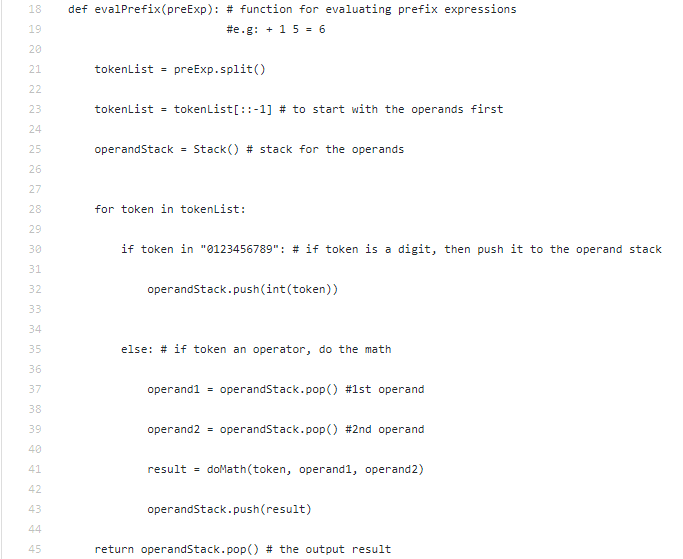 18 def evalPrefix(preExp): # function for evaluating prefix expressions
19 #e.g: + 1 5 = 6
20
21 tokenList = preExp.split()
22
23 tokenList = tokenList[::-1] # to start with the operands first
24
25 operandStack = Stack() # stack for the operands
26
27
28 for token in tokenList:
29
30 if token in "0123456789": # if token is a digit, then push it to the operand stack
31
32 operandStack.push(int(token))
33
34
35 else: # if token an operator, do the math
36
37 operand1 = operandStack.pop() #1st operand
38
39 operand2 = operandStack.pop() #2nd operand
40
41 result = doMath(token, operand1, operand2)
42
43 operandStack.push(result)
44
45 return operandStack.pop() # the output result